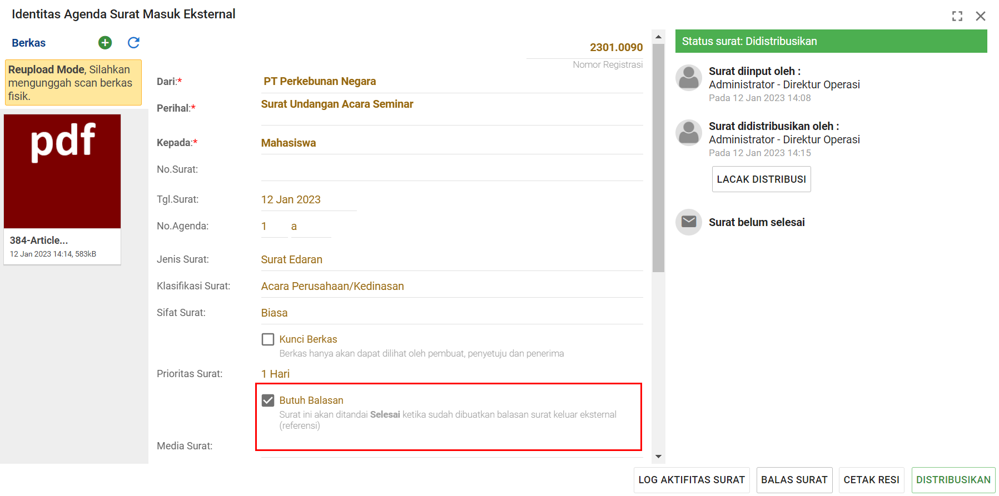 Identitas Agenda Surat Masuk Eksternal
Berkas
Reupload Mode, Silahkan
mengunggah scan berkas
fisik.
pdf
384-Article...
12 Jan 2023 14:14, 583kB
2301.0090
Nomor Registrasi
Dari:* PT Perkebunan Negara
Perihal:* Surat Undangan Acara Seminar
Kepada:* Mahasiswa
No.Surat:
Tgl.Surat: 12 Jan 2023
No.Agenda: 1 a
Jenis Surat: Surat Edaran
Klasifikasi Surat: Acara Perusahaan/Kedinasan
Sifat Surat: Biasa
Kunci Berkas
Berkas hanya akan dapat dilihat oleh pembuat, penyetuju dan penerima
Prioritas Surat: 1 Hari
Butuh Balasan
Surat ini akan ditandai Selesai ketika sudah dibuatkan balasan surat keluar eksternal
(referensi)
Media Surat:
Status surat: Didistribusikan
Surat diinput oleh :
Administrator - Direktur Operasi
Pada 12 Jan 2023 14:08
Surat didistribusikan oleh :
Administrator - Direktur Operasi
Pada 12 Jan 2023 14:15
LACAK DISTRIBUSI
Surat belum selesai
LOG AKTIFITAS SURAT BALAS SURAT CETAK RESI DISTRIBUSIKAN